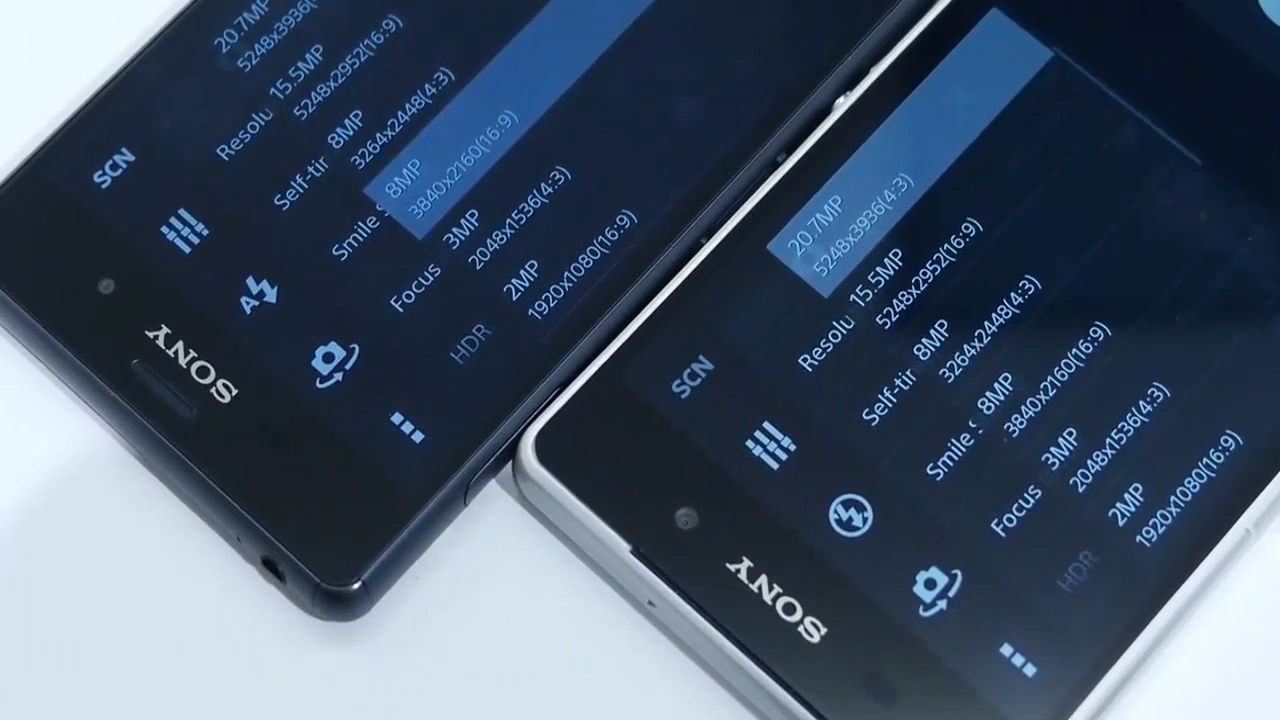 20.7MP
5248x3936(
15.5MP
5248x2952(16:9)
8MP
3264x2448(4:3)
8MP
3840x2160(16:9)
3MP
2048x1536(4:3)
2MP
1920x1080(16:9)
SCN
Resolu
Self-tir
Smile
Focus
HDR
SONY
20.7MP
5248x3936(4:3)
15.5MP
5248x2952(16:9)
8MP
3264x2448(4:3)
8MP
3840x2160(16:9)
3MP
2048x1536(4:3)
2MP
1920x1080(16:9)
SCN
Resolu
Self-tir
Smile
Focus
HDR
SONY